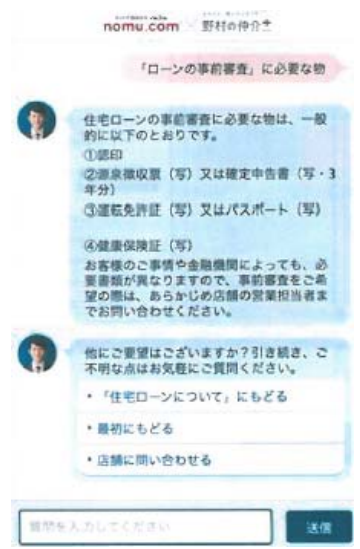 nomu.com × 野村の仲介+
「ローンの事前審査」に必要な物
住宅ローンの事前審査に必要な物は、一般
的に以下のとおりです。
①認印
②源泉徴収票（写）又は確定申告書（写・3
年分）
③運転免許証（写）又はパスポート（写）
④健康保険証（写）
お客様のご事情や金融機関によっても、必
要書類が異なりますので、事前審査をご希
望の際は、あらかじめ店舗の営業担当者ま
でお問い合わせください。
他にご要望はございますか？引き続き、ご
不明な点はお気軽にご質問ください。
・「住宅ローンについて」にもどる
・最初にもどる
・店舗に問い合わせる
質問を入力してください
送信